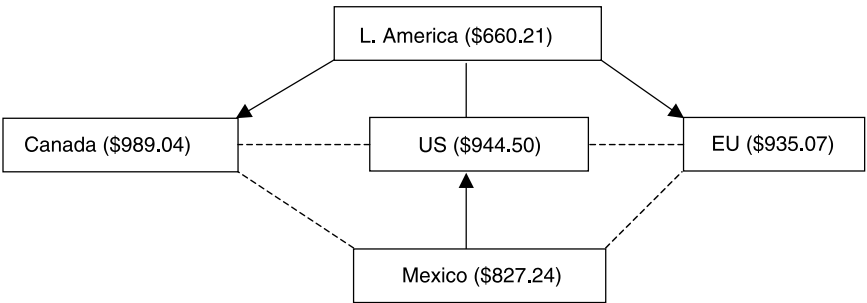 L. America ($660.21)
Canada ($989.04)
US ($944.50)
EU ($935.07)
Mexico ($827.24)